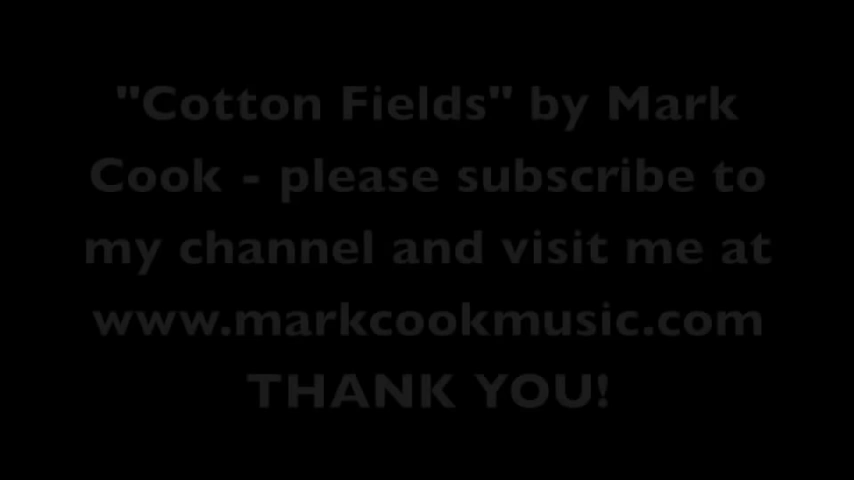 "Cotton Fields" by Mark
Cook - please subscribe to
my channel and visit me at
www.markcookmusic.com
THANK YOU!